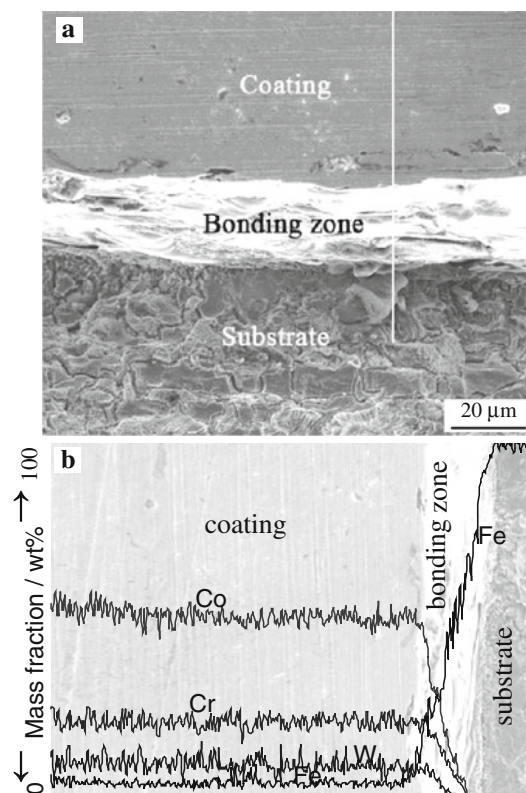 a
Coating
Bonding zone
Substrate
20 μm
b
Mass fraction / wt%
0
100
coating
bonding zone
Fe
substrate
Co
Cr
W
Fe